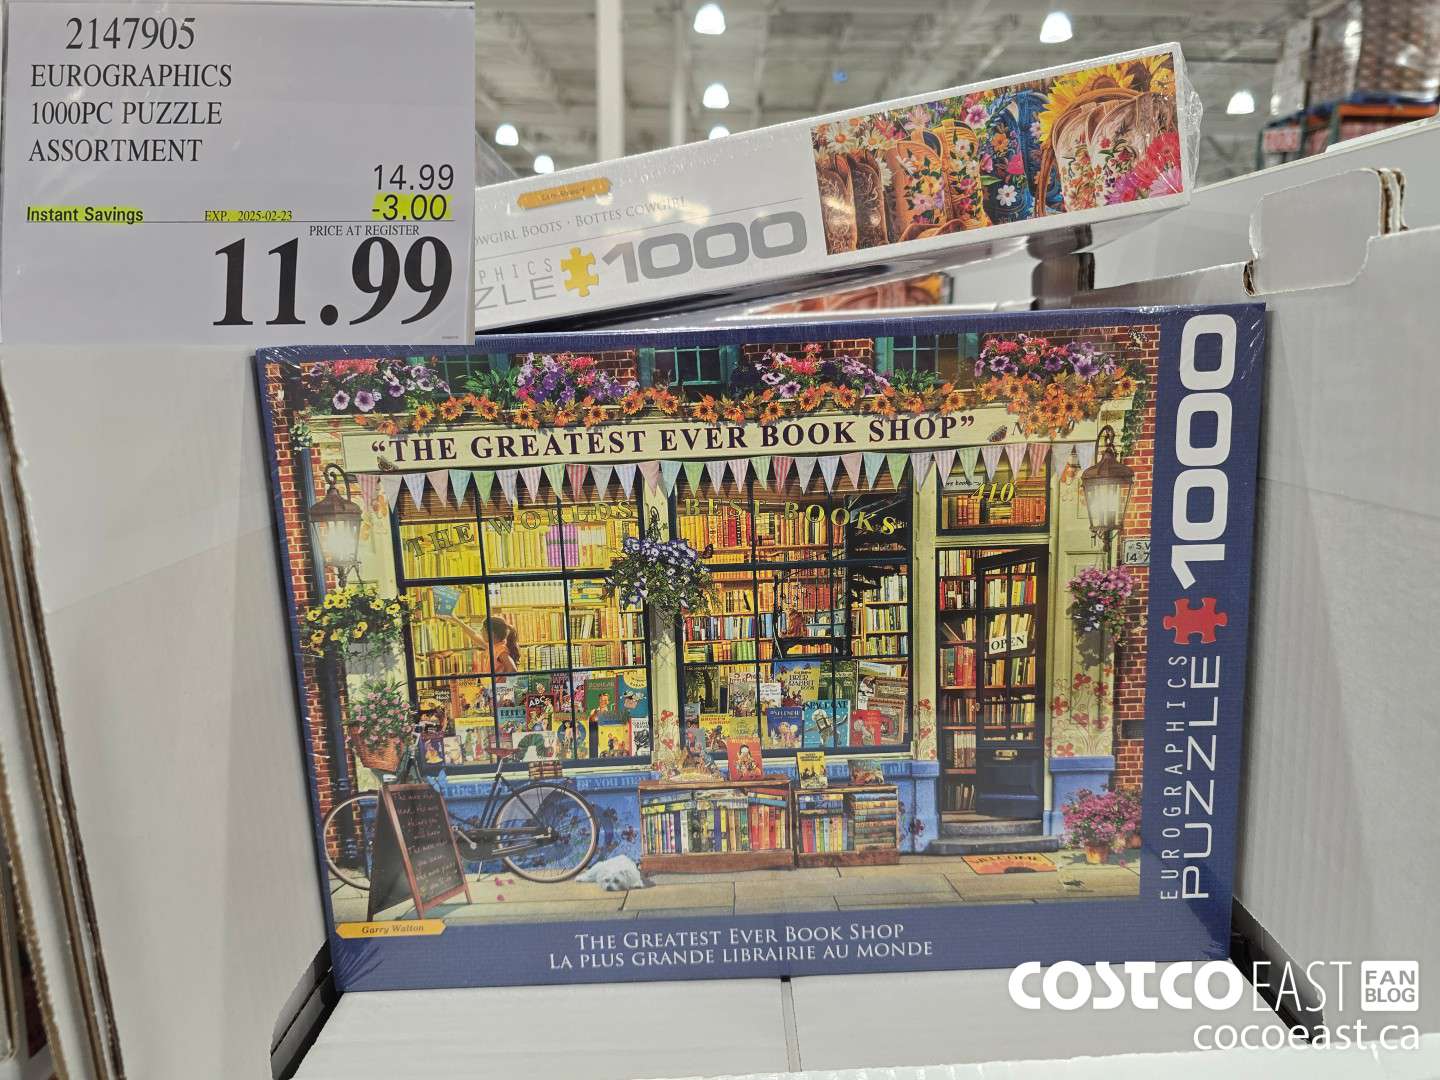 2147905
EUROGRAPHICS
1000PC PUZZLE
ASSORTMENT
14.99
Instant Savings EXP. 2025-02-23 -3.00
PRICE AT REGISTER
11.99
COWGIRL BOOTS · BOTTES COWGIRL
1000
"THE GREATEST EVER BOOK SHOP"
THE WORLDS BEST BOOKS
410
OPEN
WELCOME
Garry Walton
THE GREATEST EVER BOOK SHOP
LA PLUS GRANDE LIBRAIRIE AU MONDE
EUROGRAPHICS
PUZZLE 1000
COSTCO EAST FAN BLOG
cocoeast.ca